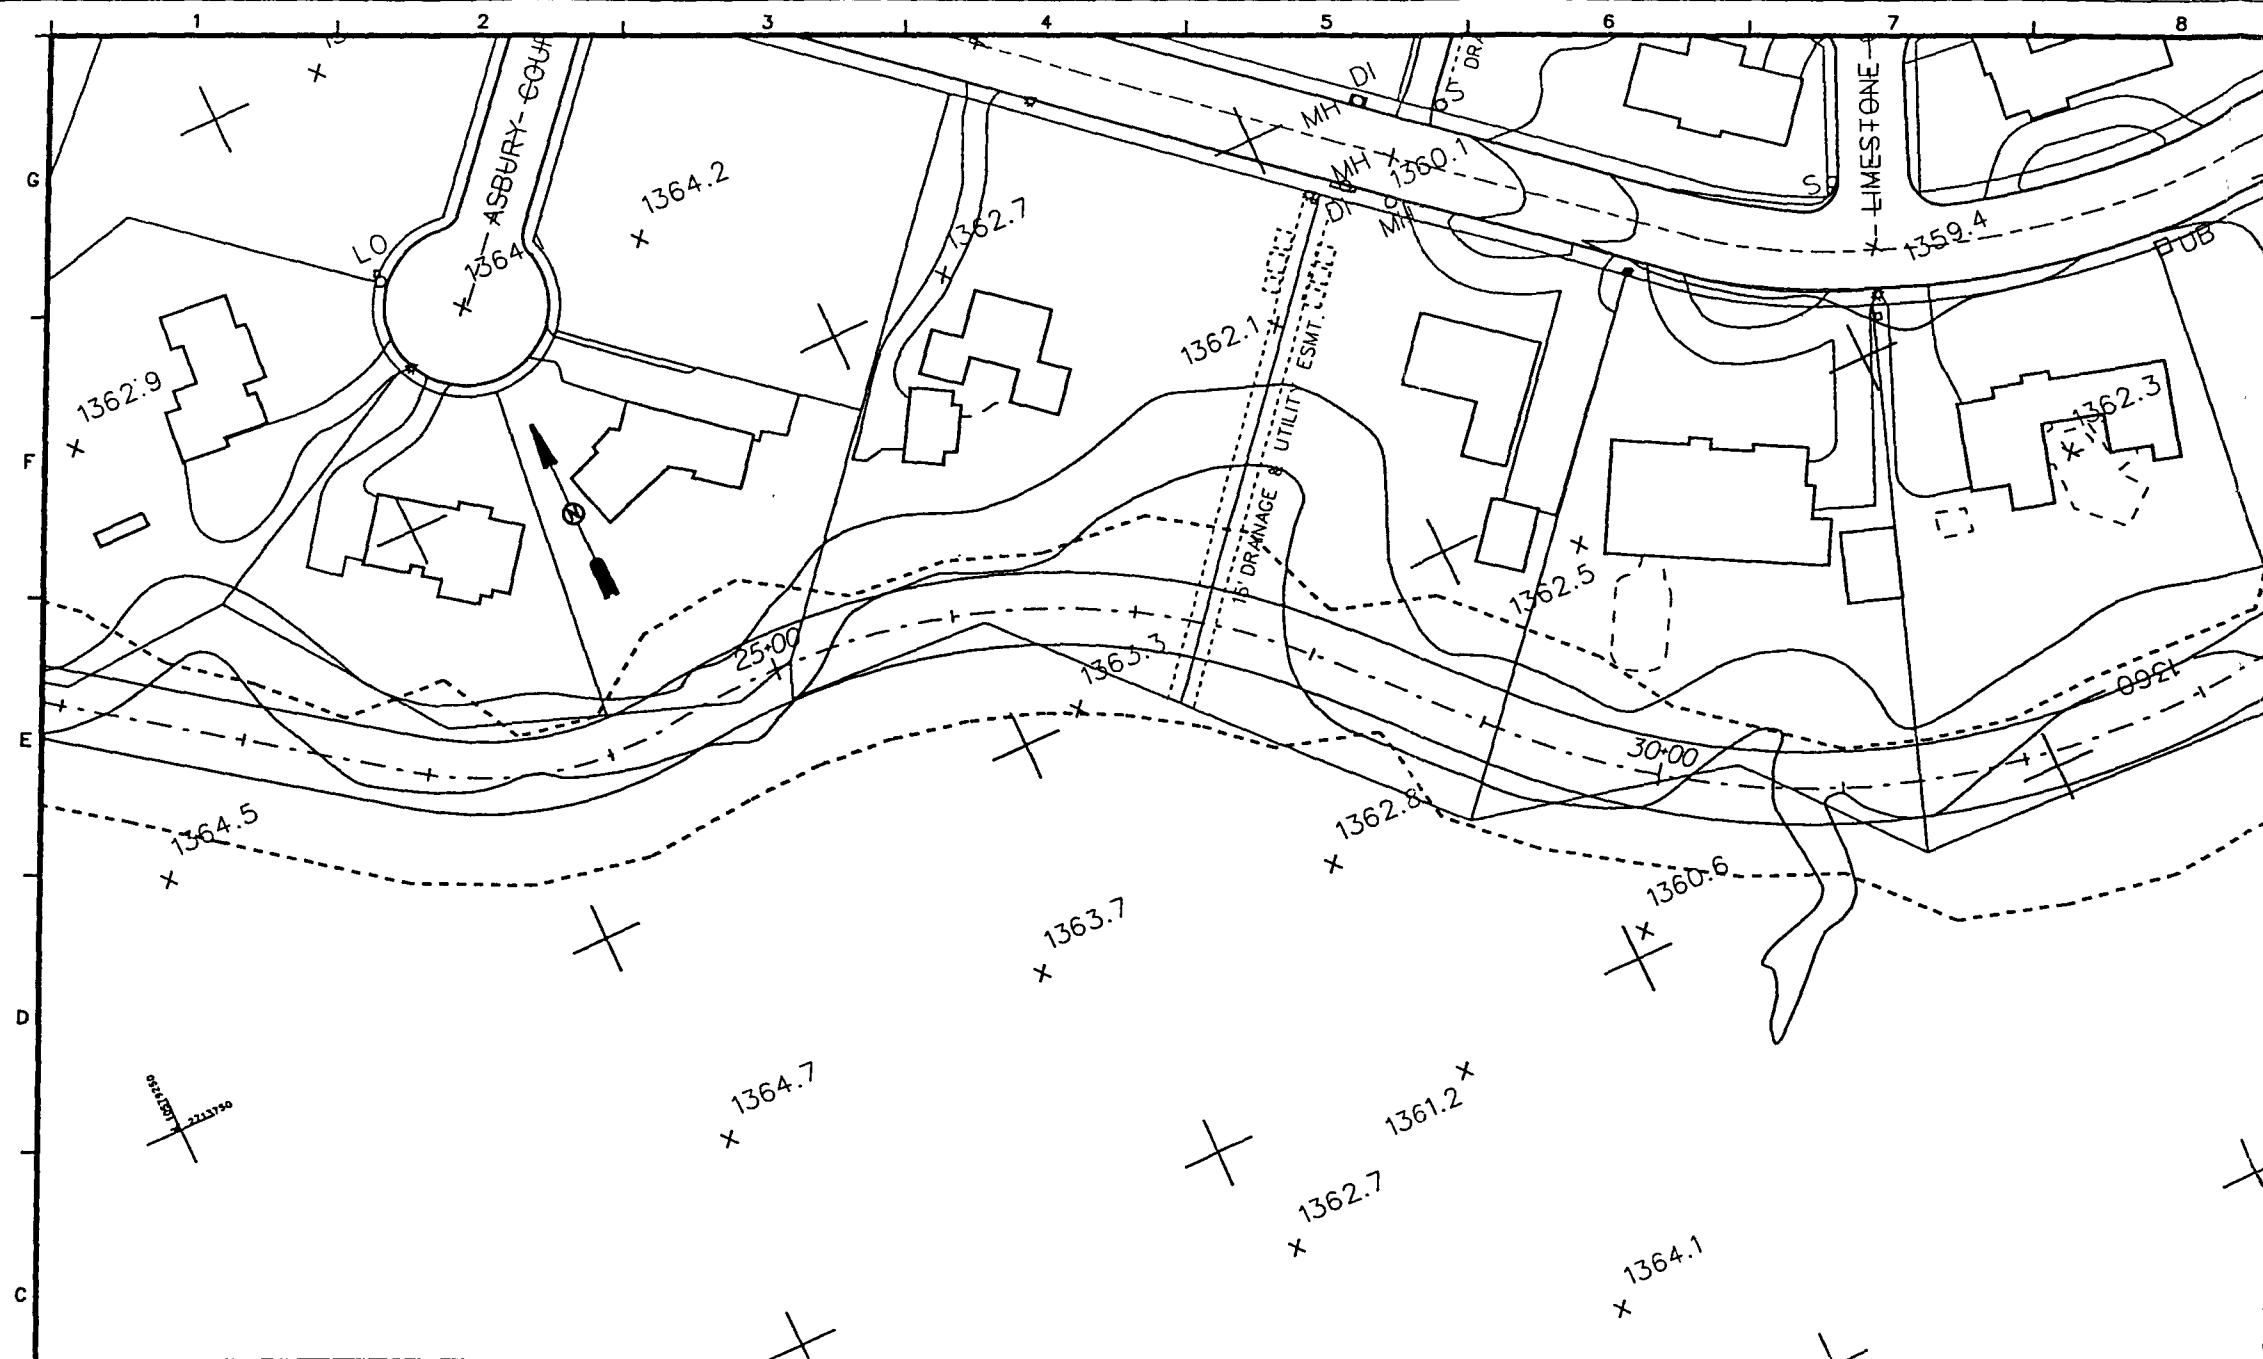 1 2 3 4 5 6 7 8
G
F
E
D
C
ASBURY COUR
DRA
LIMESTONE
DI
S
MH
MH
1360.1
DI
MH
S
1359.4
UB
1364.2
1362.7
LO
1364
1362.1
1362.9
1362.3
15' DRAINAGE & UTILITY ESMT.
N
1362.5
25+00
1363.3
1360
30+00
1364.5
1362.8
1360.6
1363.7
1364.7
1361.2
2213750
1362.7
1364.1